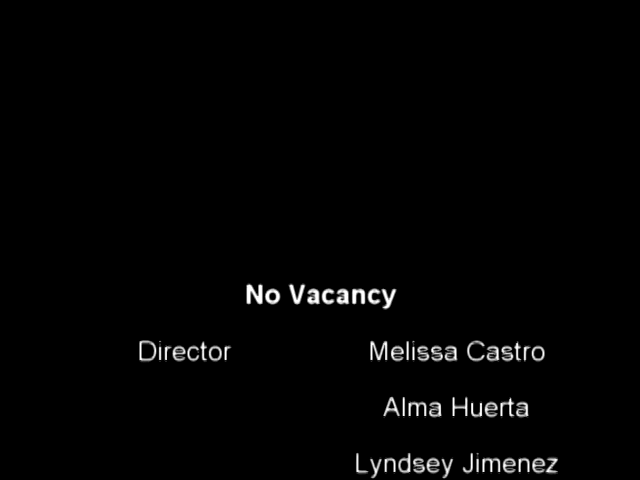 No Vacancy
Director Melissa Castro
Alma Huerta
Lyndsey Jimenez